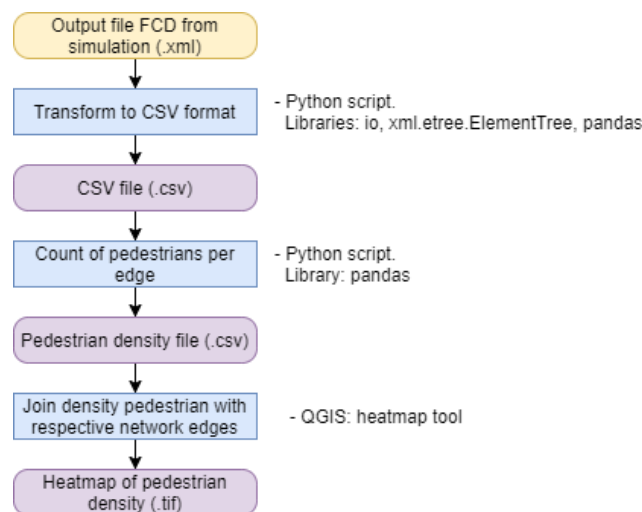 Output file FCD from
simulation (.xml)
Transform to CSV format
- Python script.
Libraries: io, xml.etree.ElementTree, pandas
CSV file (.csv)
Count of pedestrians per
edge
- Python script.
Library: pandas
Pedestrian density file (.csv)
Join density pedestrian with
respective network edges
- QGIS: heatmap tool
Heatmap of pedestrian
density (.tif)